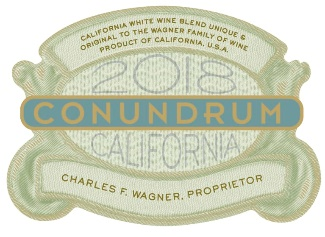 CALIFORNIA WHITE WINE BLEND UNIQUE &
ORIGINAL TO THE WAGNER FAMILY OF WINE
PRODUCT OF CALIFORNIA, U.S.A.
2018
CONUNDRUM
CALIFORNIA
CHARLES F. WAGNER, PROPRIETOR